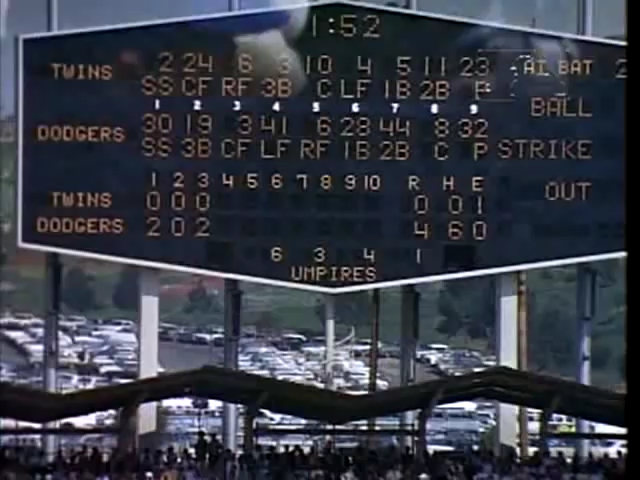 1:52
TWINS 2 24 6 3 10 4 5 11 23 AT BAT 2
SS CF RF 3B C LF 1B 2B P BALL
1 2 3 4 5 6 7 8 9
DODGERS 30 19 3 41 6 28 44 8 32
SS 3B CF LF RF 1B 2B C P STRIKE
1 2 3 4 5 6 7 8 9 10 R H E OUT
TWINS 0 0 0 0 0 1
DODGERS 2 0 2 4 6 0
6 3 4 1
UMPIRES